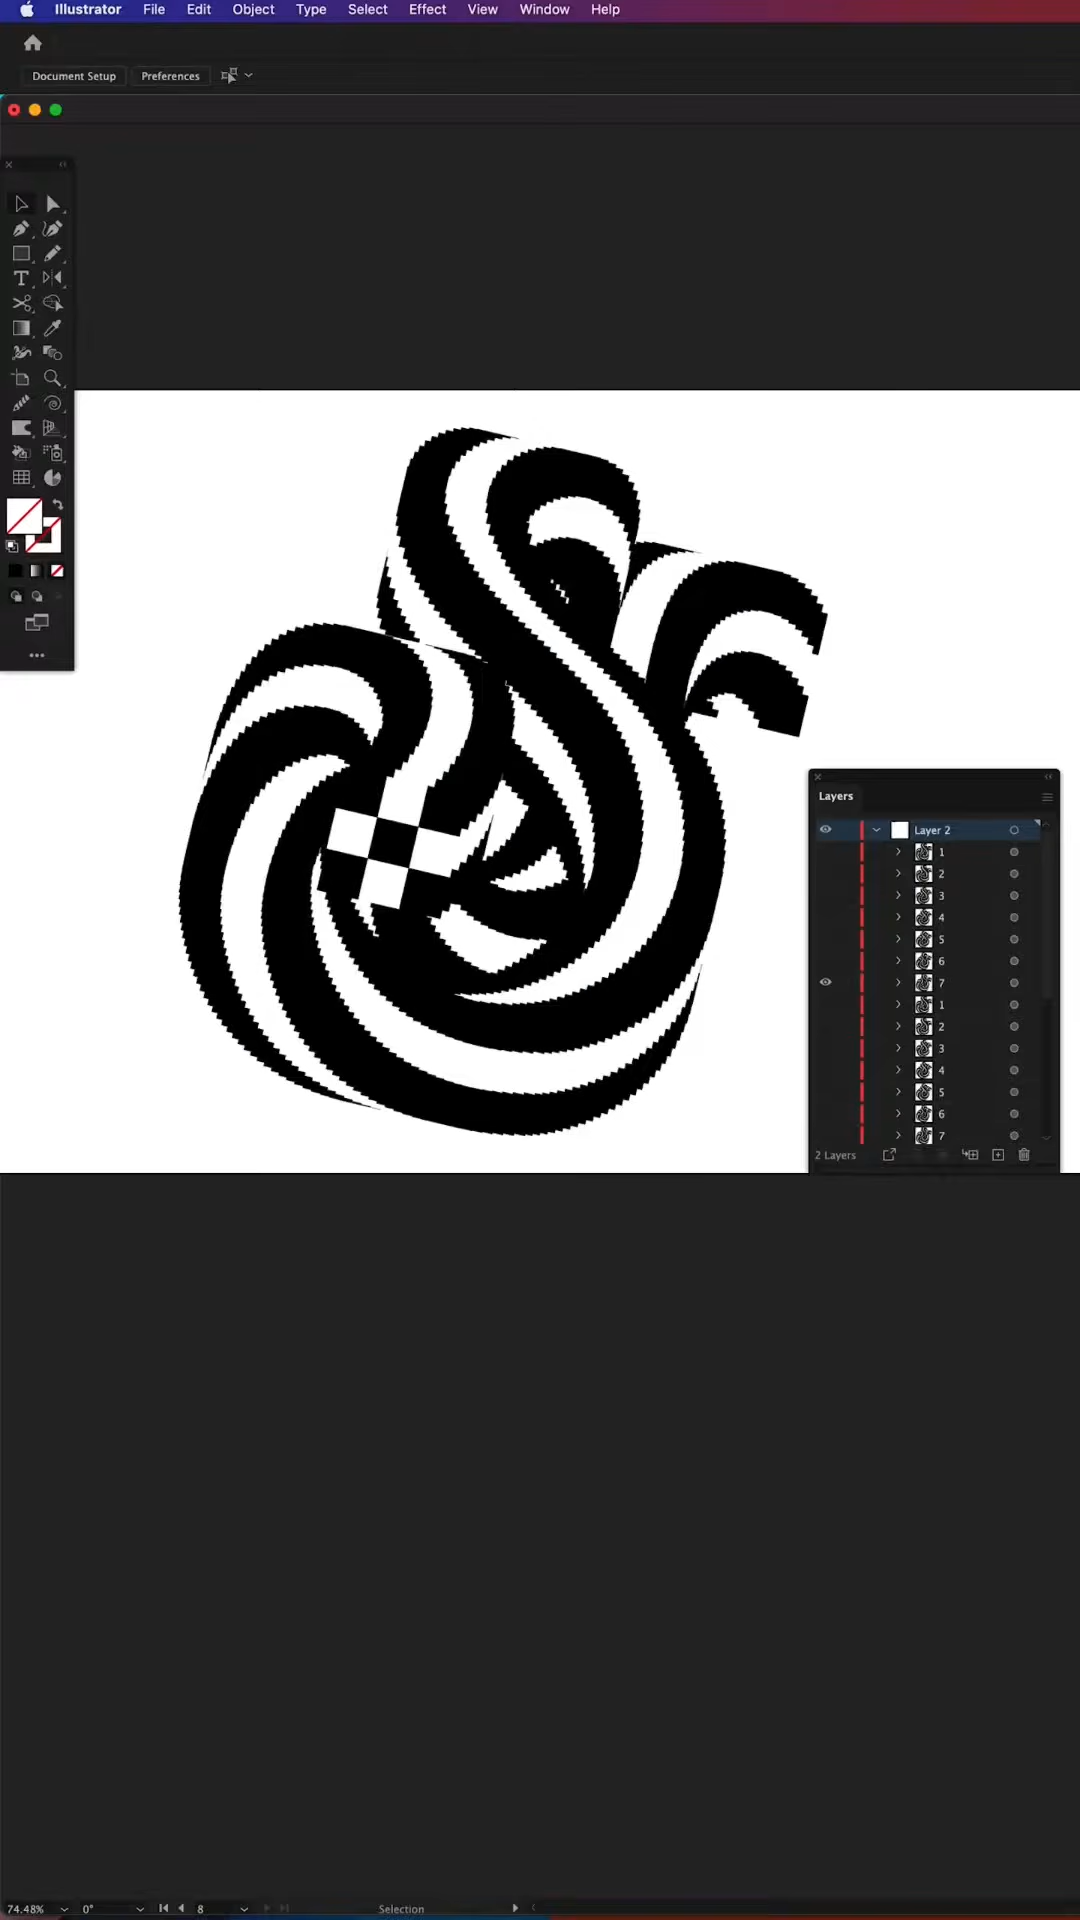 Illustrator File Edit Object Type Select Effect View Window Help
Document Setup Preferences
Layers
Layer 2
1
2
3
4
5
6
7
1
2
3
4
5
6
7
2 Layers
74.48% 0° 8 Selection